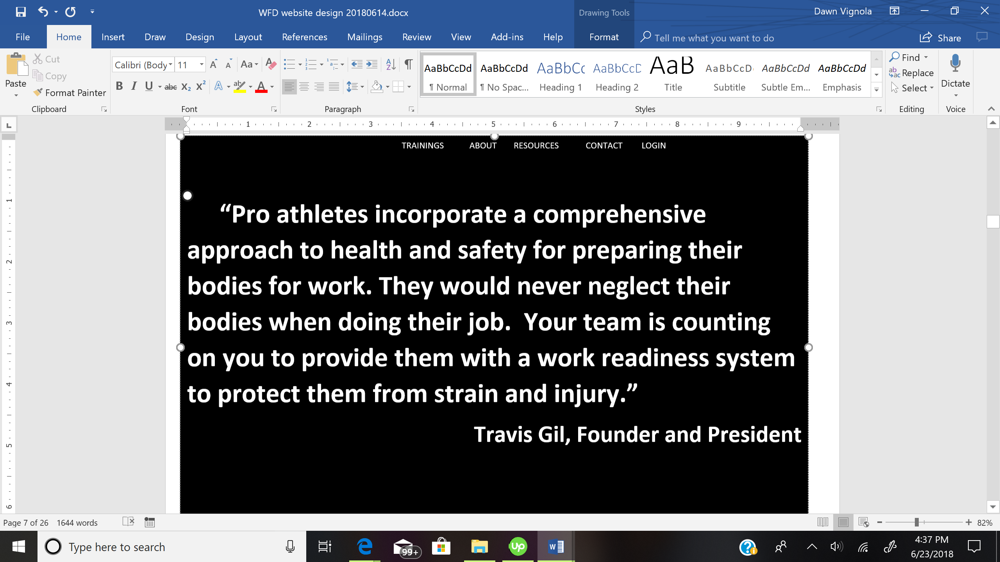 WFD website design 20180614.docx
Drawing Tools
Dawn Vignola
File Home Insert Draw Design Layout References Mailings Review View Add-ins Help Format Tell me what you want to do Share
Paste
Cut
Copy
Format Painter
Clipboard
Calibri (Body 11
Font
Paragraph
AaBbCcDd AaBbCcDd AaBbCc AaBbCcD AaB AaBbCcD AaBbCcDd AaBbCcDd
¶ Normal ¶ No Spac... Heading 1 Heading 2 Title Subtitle Subtle Em... Emphasis
Styles
Find
Replace
Select
Editing
Dictate
Voice
1 2 3 4 5 6 7 8 9
1
2
3
4
5
6
TRAININGS ABOUT RESOURCES CONTACT LOGIN
“Pro athletes incorporate a comprehensive
approach to health and safety for preparing their
bodies for work. They would never neglect their
bodies when doing their job.  Your team is counting
on you to provide them with a work readiness system
to protect them from strain and injury.”
Travis Gil, Founder and President
Page 7 of 26 1644 words
82%
Type here to search
99+
up
4:37 PM
6/23/2018